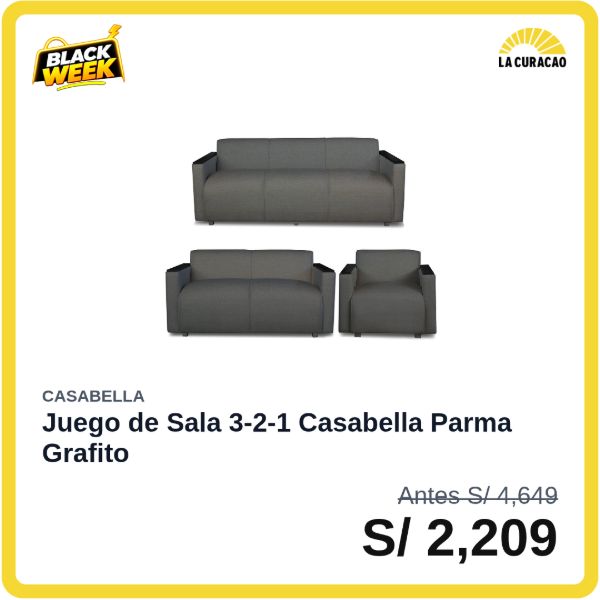 BLACK
WEEK
LA CURACAO
CASABELLA
Juego de Sala 3-2-1 Casabella Parma
Grafito
Antes S/ 4,649
S/ 2,209